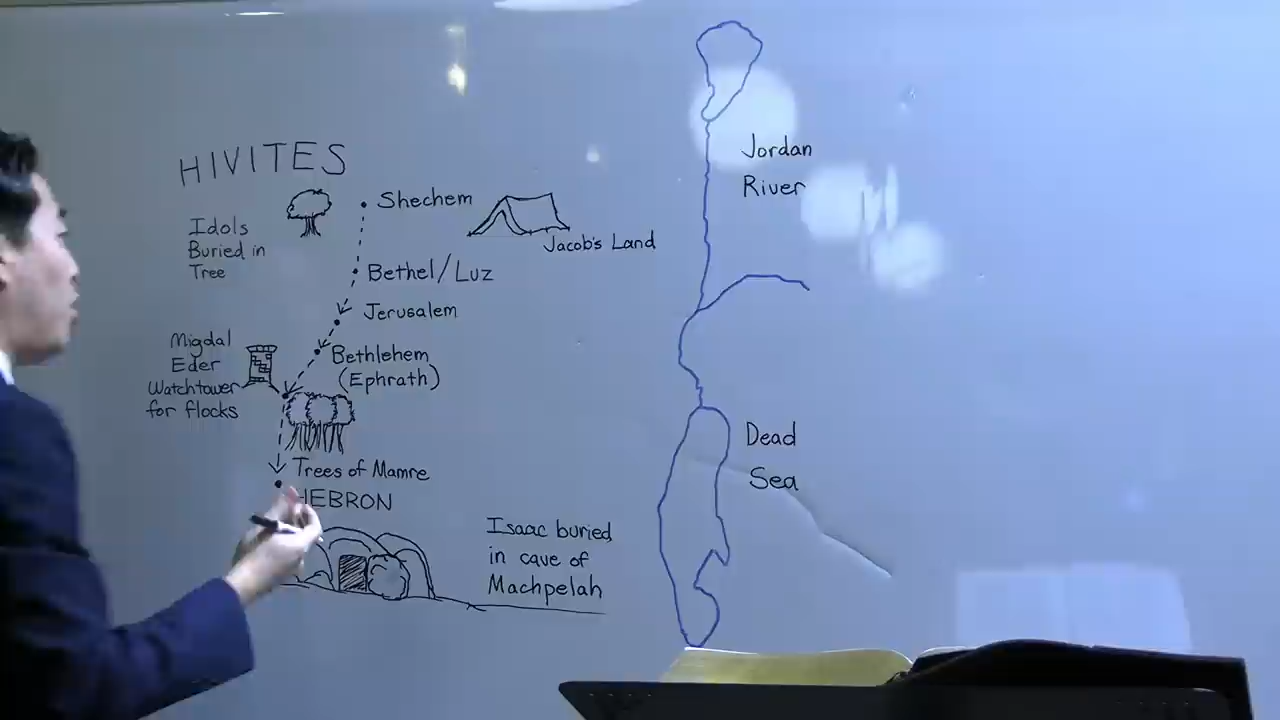 HIVITES
Shechem
Idols
Buried in
Tree
Jacob's Land
Bethel/Luz
Jerusalem
Migdal
Eder
Watchtower
for flocks
Bethlehem
(Ephrath)
Trees of Mamre
HEBRON
Isaac buried
in cave of
Machpelah
Jordan
River
Dead
Sea